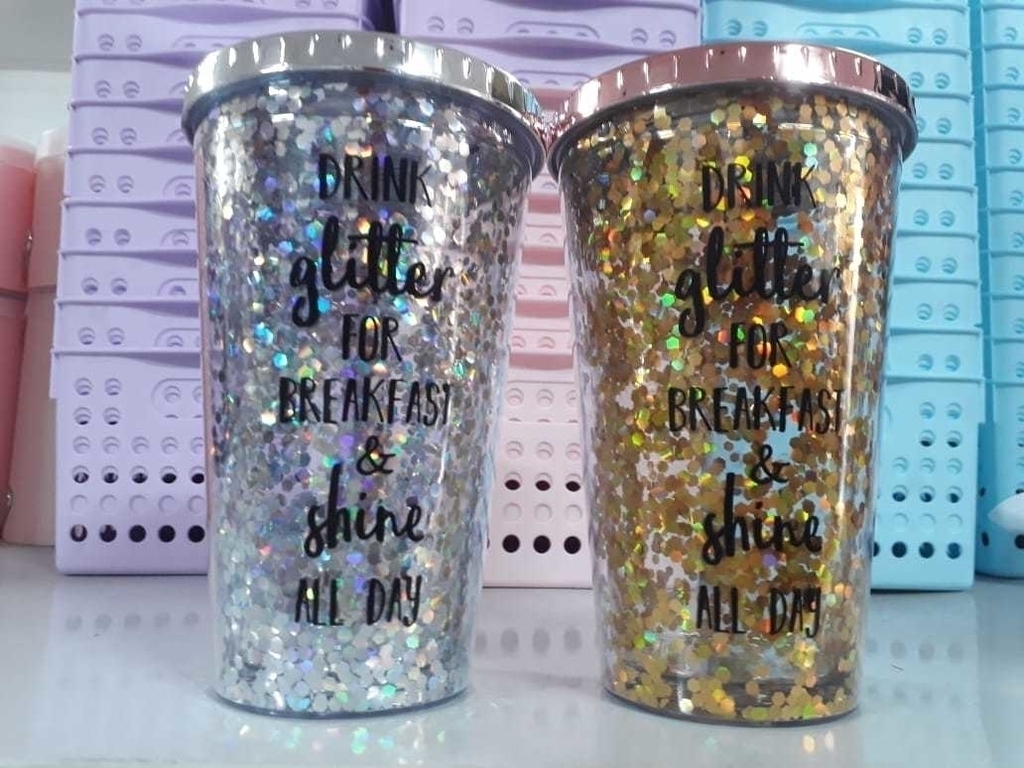 DRINK
glitter
FOR
BREAKFAST
&
shine
ALL DAY
DRINK
glitter
FOR
BREAKFAST
&
shine
ALL DAY